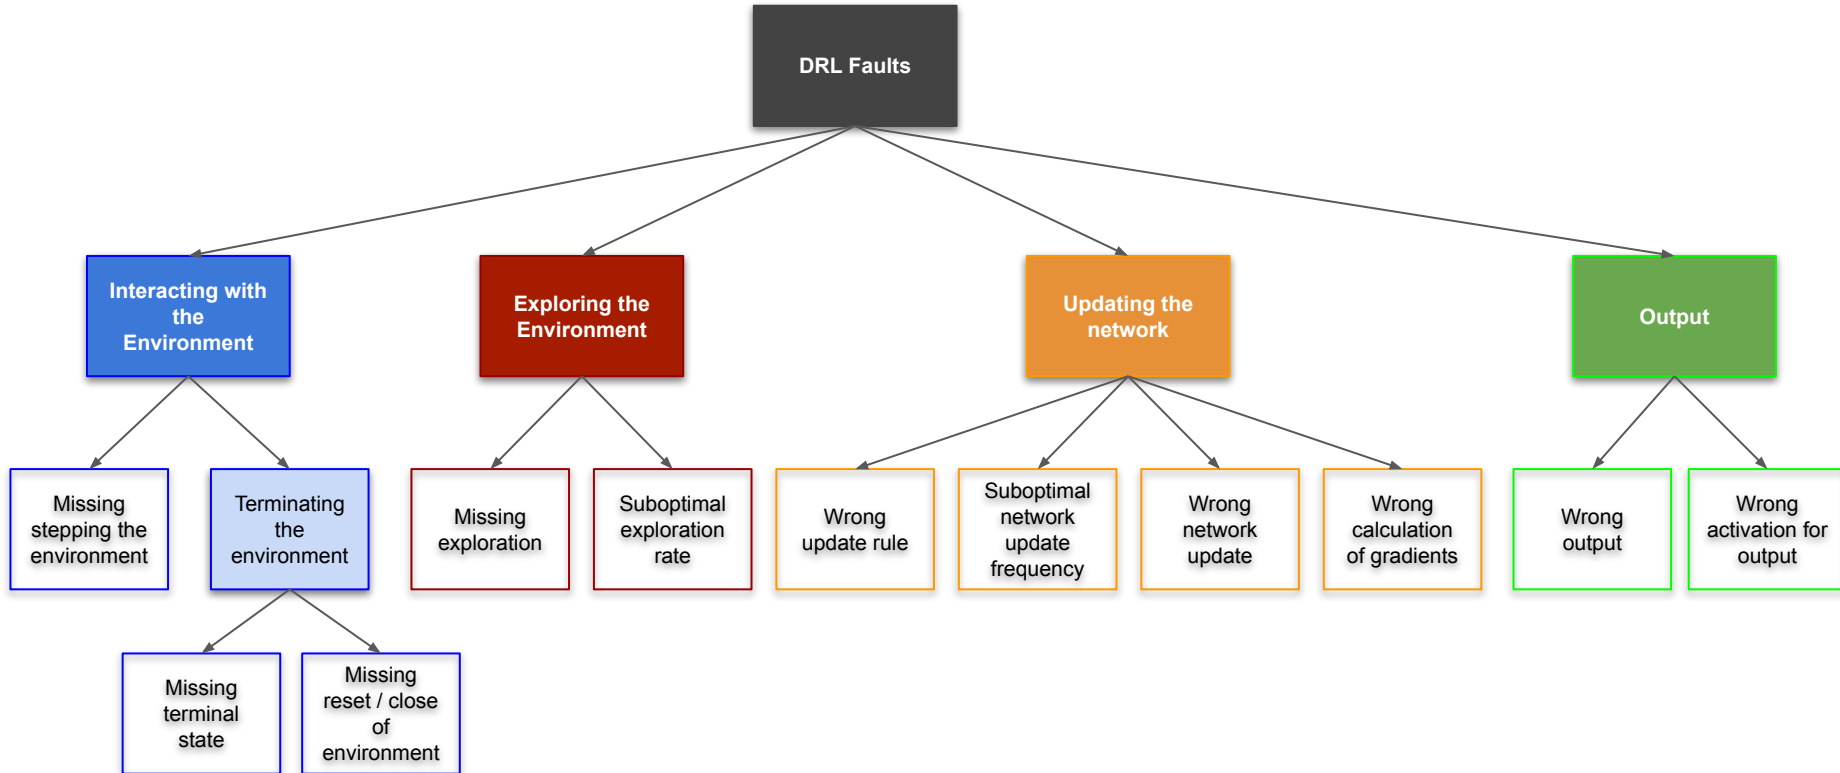 DRL Faults
Interacting with
the
Environment
Exploring the
Environment
Updating the
network
Output
Missing
stepping the
environment
Terminating
the
environment
Missing
exploration
Suboptimal
exploration
rate
Wrong
update rule
Suboptimal
network
update
frequency
Wrong
network
update
Wrong
calculation
of gradients
Wrong
output
Wrong
activation for
output
Missing
terminal
state
Missing
reset / close
of
environment